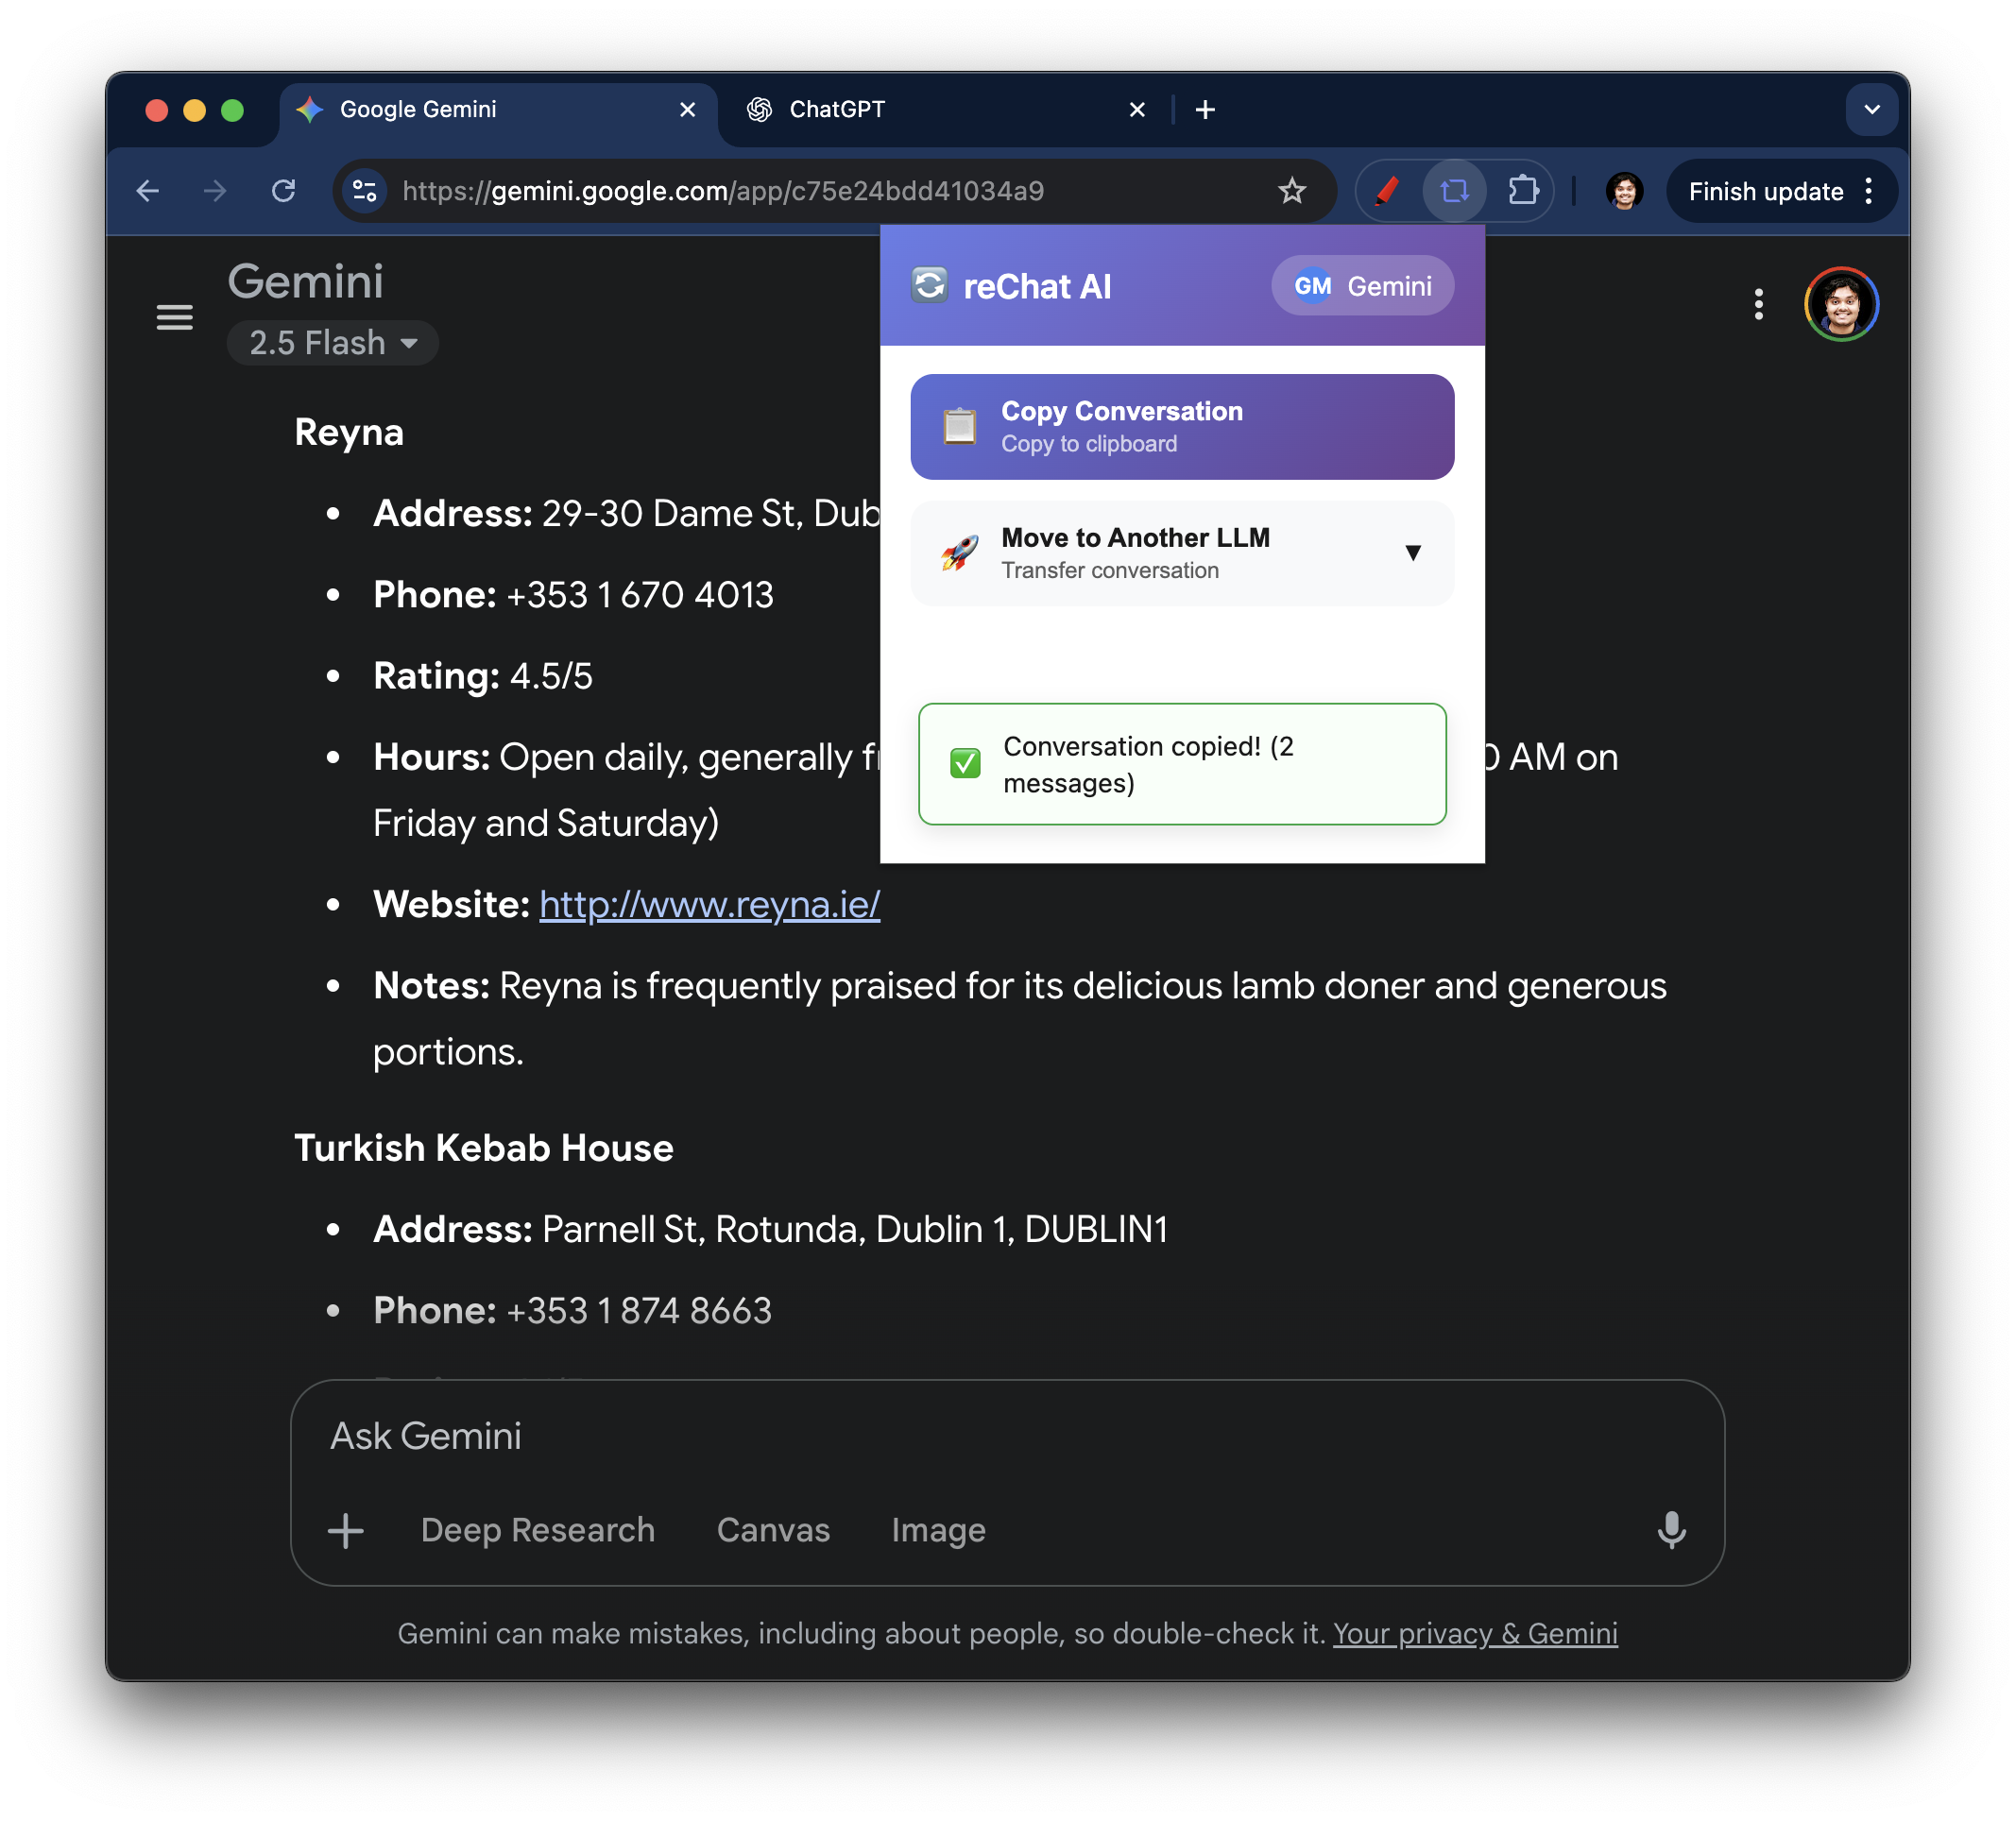 Google Gemini
ChatGPT
https://gemini.google.com/app/c75e24bdd41034a9
Finish update
Gemini
2.5 Flash
reChat AI
GM Gemini
Copy Conversation
Copy to clipboard
Move to Another LLM
Transfer conversation
Conversation copied! (2
messages)
Reyna
Address: 29-30 Dame St, Dub
Phone: +353 1 670 4013
Rating: 4.5/5
Hours: Open daily, generally f 0 AM on
Friday and Saturday)
Website: http://www.reyna.ie/
Notes: Reyna is frequently praised for its delicious lamb doner and generous
portions.
Turkish Kebab House
Address: Parnell St, Rotunda, Dublin 1, DUBLIN1
Phone: +353 1 874 8663
Ask Gemini
Deep Research Canvas Image
Gemini can make mistakes, including about people, so double-check it. Your privacy & Gemini